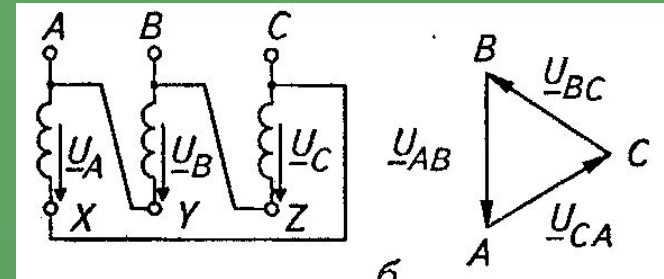 A B C
B
U_BC
U_A U_B U_C U_AB C
X Y Z
U_CA
A
б